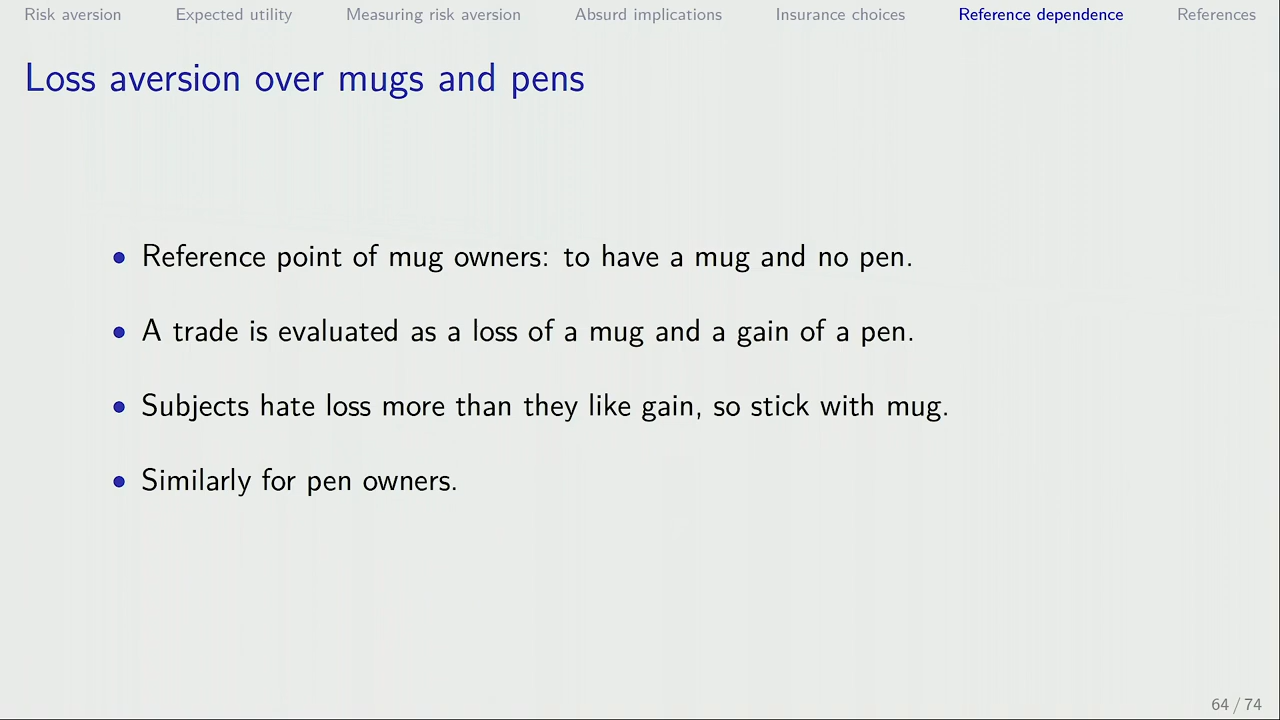 Risk aversion Expected utility Measuring risk aversion Absurd implications Insurance choices Reference dependence References
Loss aversion over mugs and pens
• Reference point of mug owners: to have a mug and no pen.
• A trade is evaluated as a loss of a mug and a gain of a pen.
• Subjects hate loss more than they like gain, so stick with mug.
• Similarly for pen owners.
64 / 74